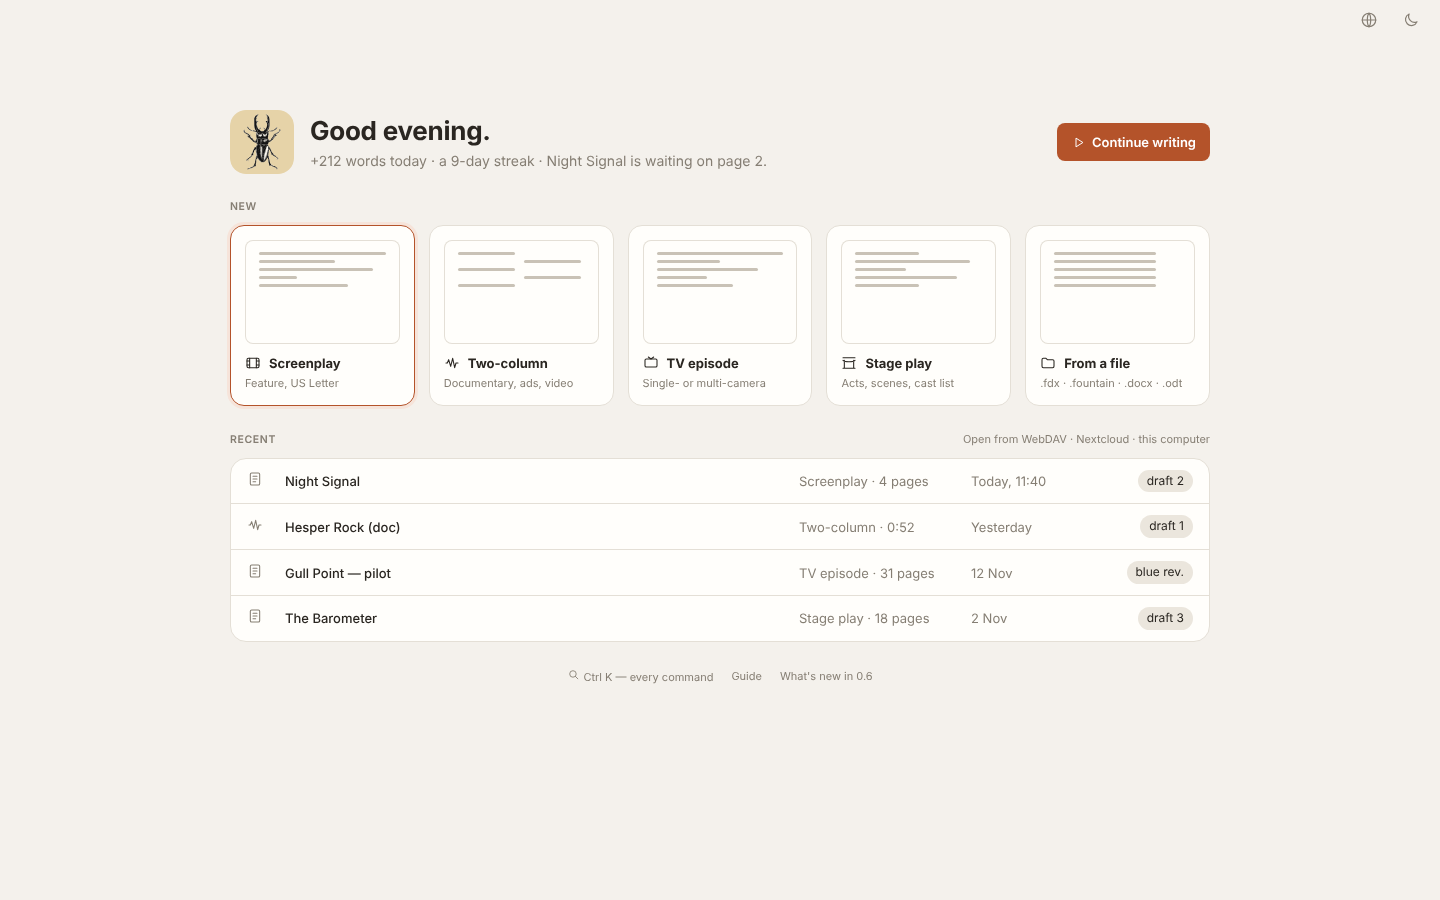 Good evening.
+212 words today · a 9-day streak · Night Signal is waiting on page 2.
Continue writing
NEW
Screenplay
Feature, US Letter
Two-column
Documentary, ads, video
TV episode
Single- or multi-camera
Stage play
Acts, scenes, cast list
From a file
.fdx · .fountain · .docx · .odt
RECENT
Open from WebDAV · Nextcloud · this computer
Night Signal Screenplay · 4 pages Today, 11:40 draft 2
Hesper Rock (doc) Two-column · 0:52 Yesterday draft 1
Gull Point — pilot TV episode · 31 pages 12 Nov blue rev.
The Barometer Stage play · 18 pages 2 Nov draft 3
Ctrl K — every command Guide What's new in 0.6